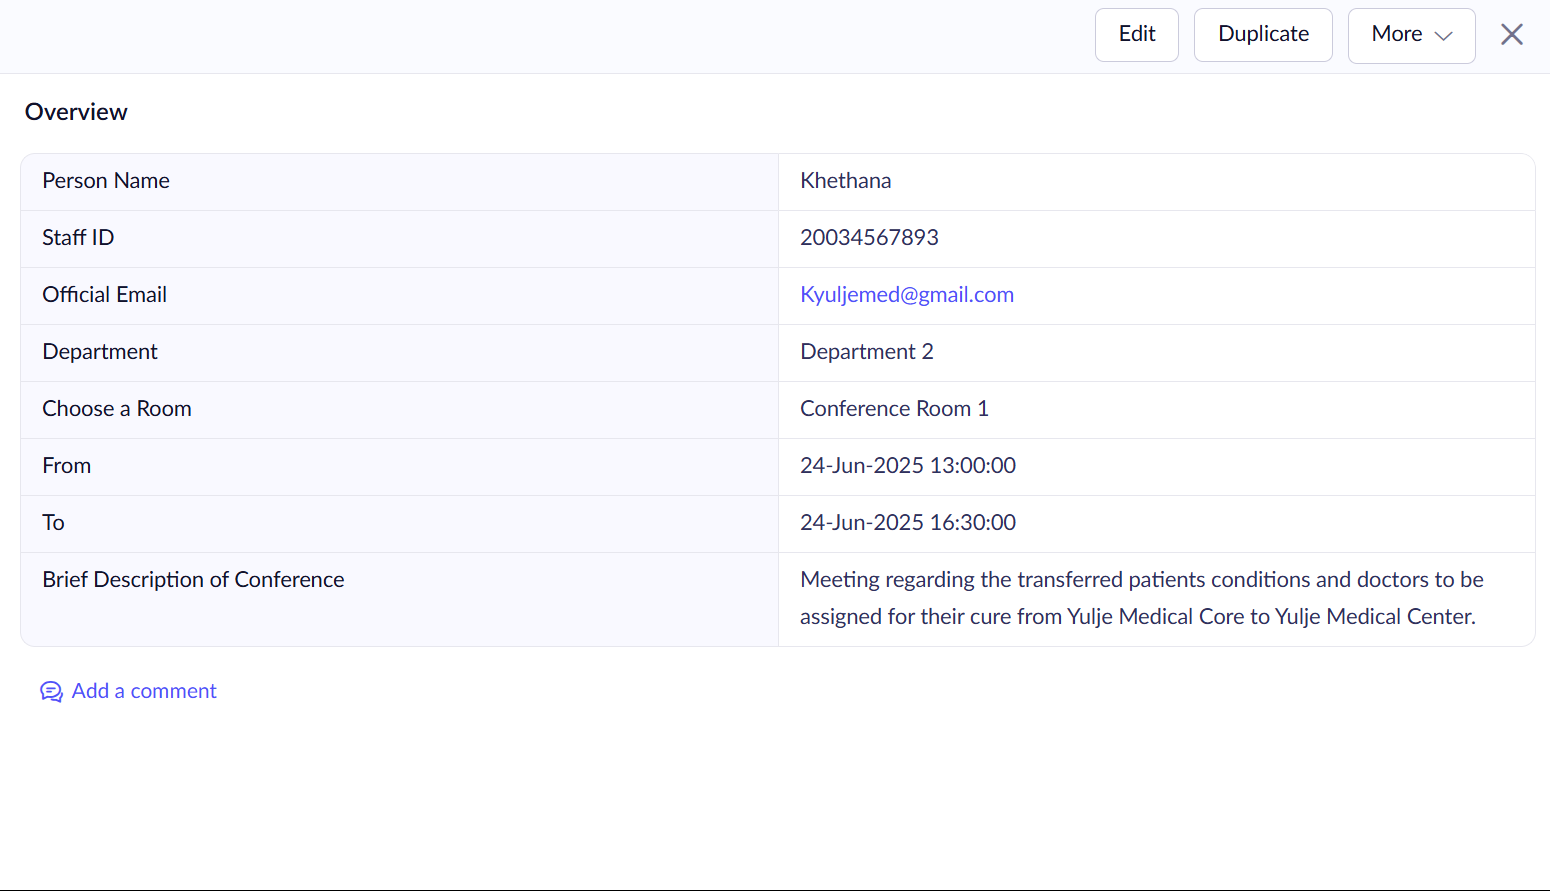 Edit Duplicate More
Overview
Person Name Khethana
Staff ID 20034567893
Official Email Kyuljemed@gmail.com
Department Department 2
Choose a Room Conference Room 1
From 24-Jun-2025 13:00:00
To 24-Jun-2025 16:30:00
Brief Description of Conference Meeting regarding the transferred patients conditions and doctors to be
assigned for their cure from Yulje Medical Core to Yulje Medical Center.
Add a comment